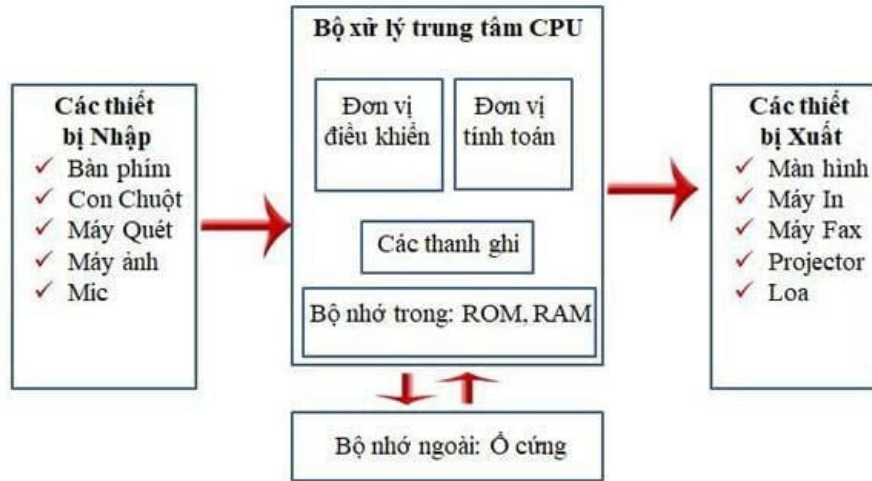 Bộ xử lý trung tâm CPU
Các thiết
bị Nhập
Bàn phím
Con Chuột
Máy Quét
Máy ảnh
Mic
Đơn vị
điều khiển
Đơn vị
tính toán
Các thanh ghi
Bộ nhớ trong: ROM, RAM
Bộ nhớ ngoài: Ổ cứng
Các thiết
bị Xuất
Màn hình
Máy In
Máy Fax
Projector
Loa